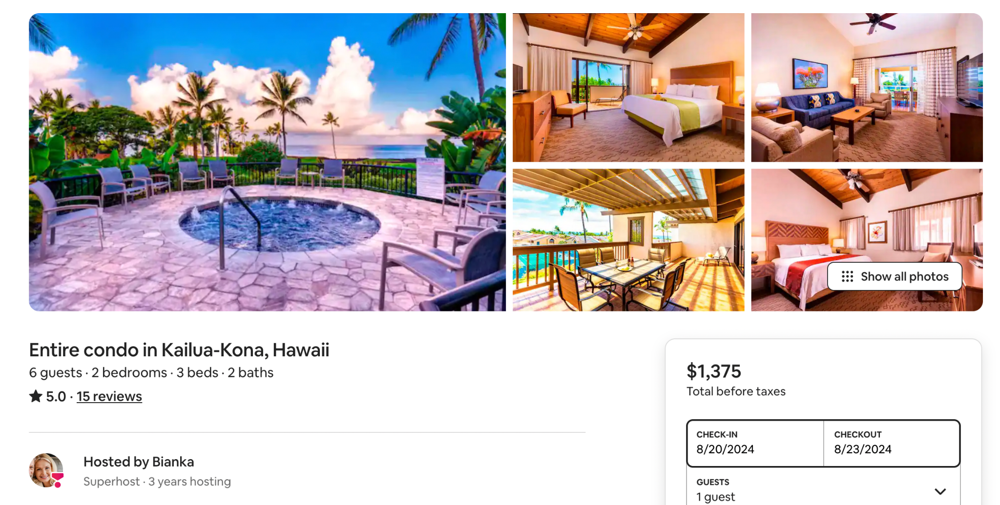 Show all photos
Entire condo in Kailua-Kona, Hawaii
6 guests · 2 bedrooms · 3 beds · 2 baths
★ 5.0 · 15 reviews
Hosted by Bianka
Superhost · 3 years hosting
$1,375
Total before taxes
CHECK-IN
8/20/2024
CHECKOUT
8/23/2024
GUESTS
1 guest